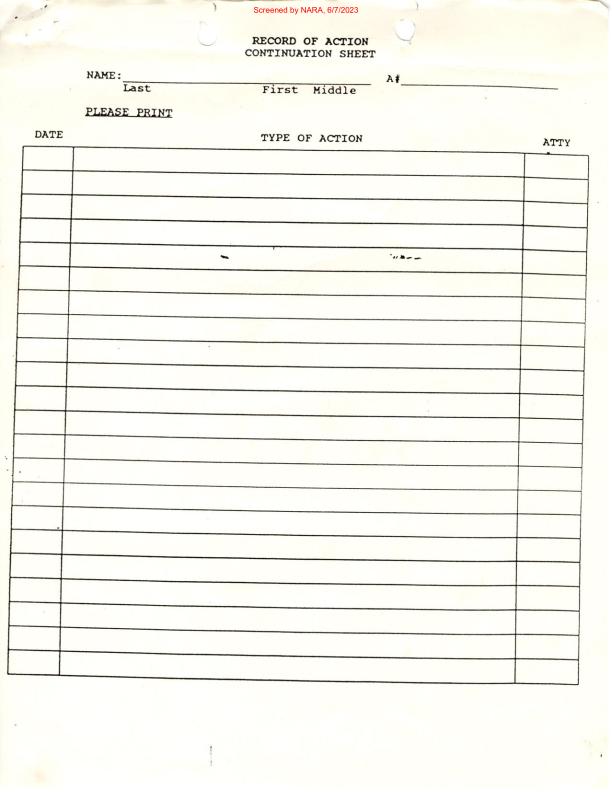 Screened by NARA, 6/7/2023
RECORD OF ACTION
CONTINUATION SHEET
NAME: A#
Last First Middle
PLEASE PRINT
DATE TYPE OF ACTION ATTY